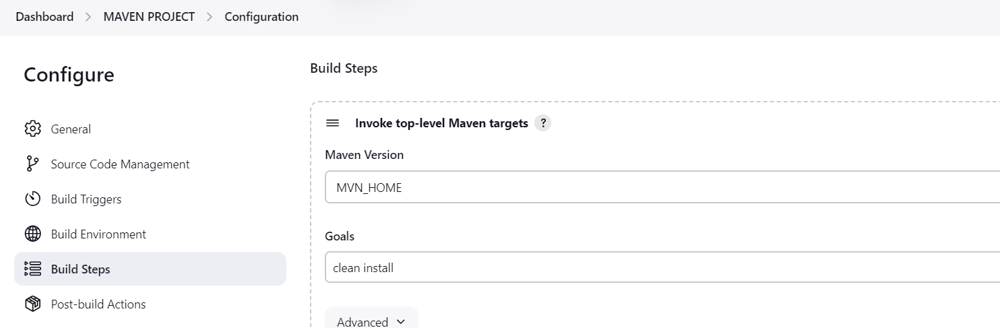 Dashboard > MAVEN PROJECT > Configuration
Configure
General
Source Code Management
Build Triggers
Build Environment
Build Steps
Post-build Actions
Build Steps
Invoke top-level Maven targets ?
Maven Version
MVN_HOME
Goals
clean install
Advanced